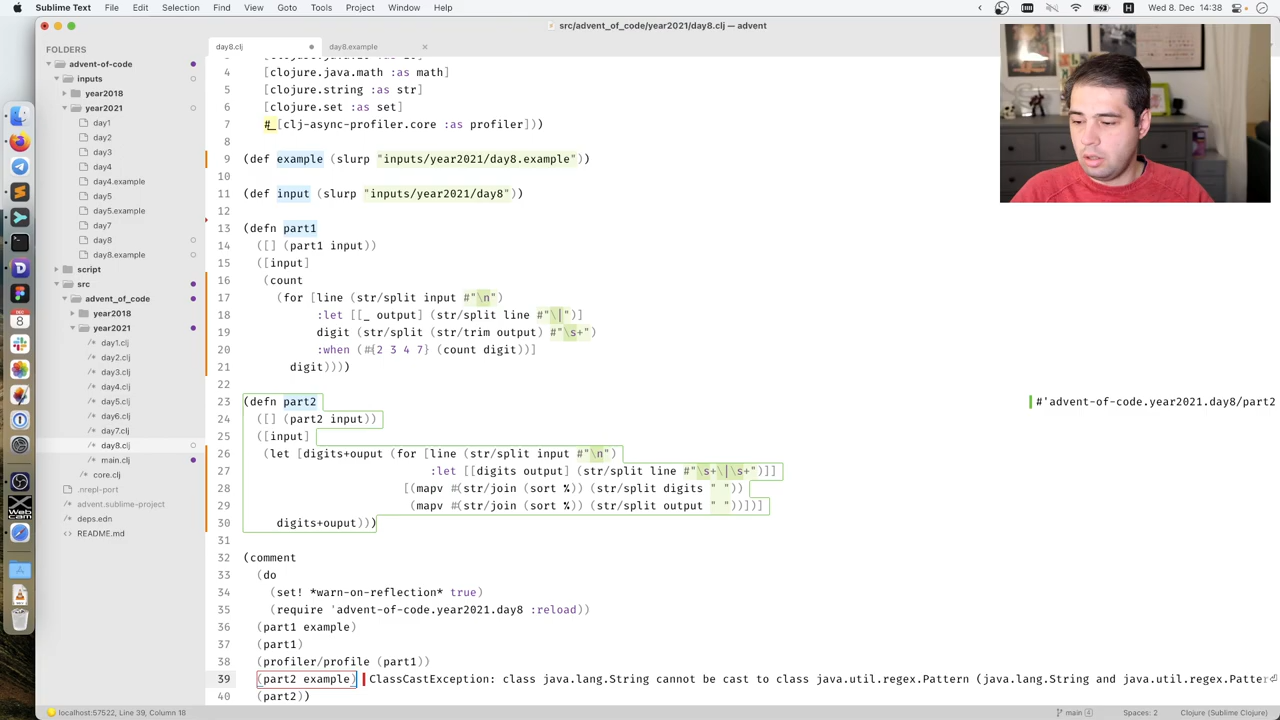 Sublime Text File Edit Selection Find View Goto Tools Project Window Help
Wed 8. Dec 14:38
src/advent_of_code/year2021/day8.clj — advent
FOLDERS
advent-of-code
inputs
year2018
year2021
day1
day2
day3
day4
day4.example
day5
day5.example
day7
day8
day8.example
script
src
advent_of_code
year2018
year2021
/* day1.clj
/* day2.clj
/* day3.clj
/* day4.clj
/* day5.clj
/* day6.clj
/* day7.clj
/* day8.clj
/* main.clj
/* core.clj
.nrepl-port
advent.sublime-project
deps.edn
README.md
day8.clj
day8.example
4 [clojure.java.math :as math]
5 [clojure.string :as str]
6 [clojure.set :as set]
7 #_[clj-async-profiler.core :as profiler]))
8
9 (def example (slurp "inputs/year2021/day8.example"))
10
11 (def input (slurp "inputs/year2021/day8"))
12
13 (defn part1
14 ([] (part1 input))
15 ([input]
16 (count
17 (for [line (str/split input #"\n")
18 :let [[_ output] (str/split line #"\|")]
19 digit (str/split (str/trim output) #"\s+")
20 :when (#{2 3 4 7} (count digit))]
21 digit))))
22
23 (defn part2 #'advent-of-code.year2021.day8/part2
24 ([] (part2 input))
25 ([input]
26 (let [digits+ouput (for [line (str/split input #"\n")
27 :let [[digits output] (str/split line #"\s+\|\s+")]]
28 [(mapv #(str/join (sort %)) (str/split digits " "))
29 (mapv #(str/join (sort %)) (str/split output " "))])]
30 digits+ouput)))
31
32 (comment
33 (do
34 (set! *warn-on-reflection* true)
35 (require 'advent-of-code.year2021.day8 :reload))
36 (part1 example)
37 (part1)
38 (profiler/profile (part1))
39 (part2 example) ClassCastException: class java.lang.String cannot be cast to class java.util.regex.Pattern (java.lang.String and java.util.regex.Patter
40 (part2))
localhost:57522, Line 39, Column 18
main 4
Spaces: 2
Clojure (Sublime Clojure)